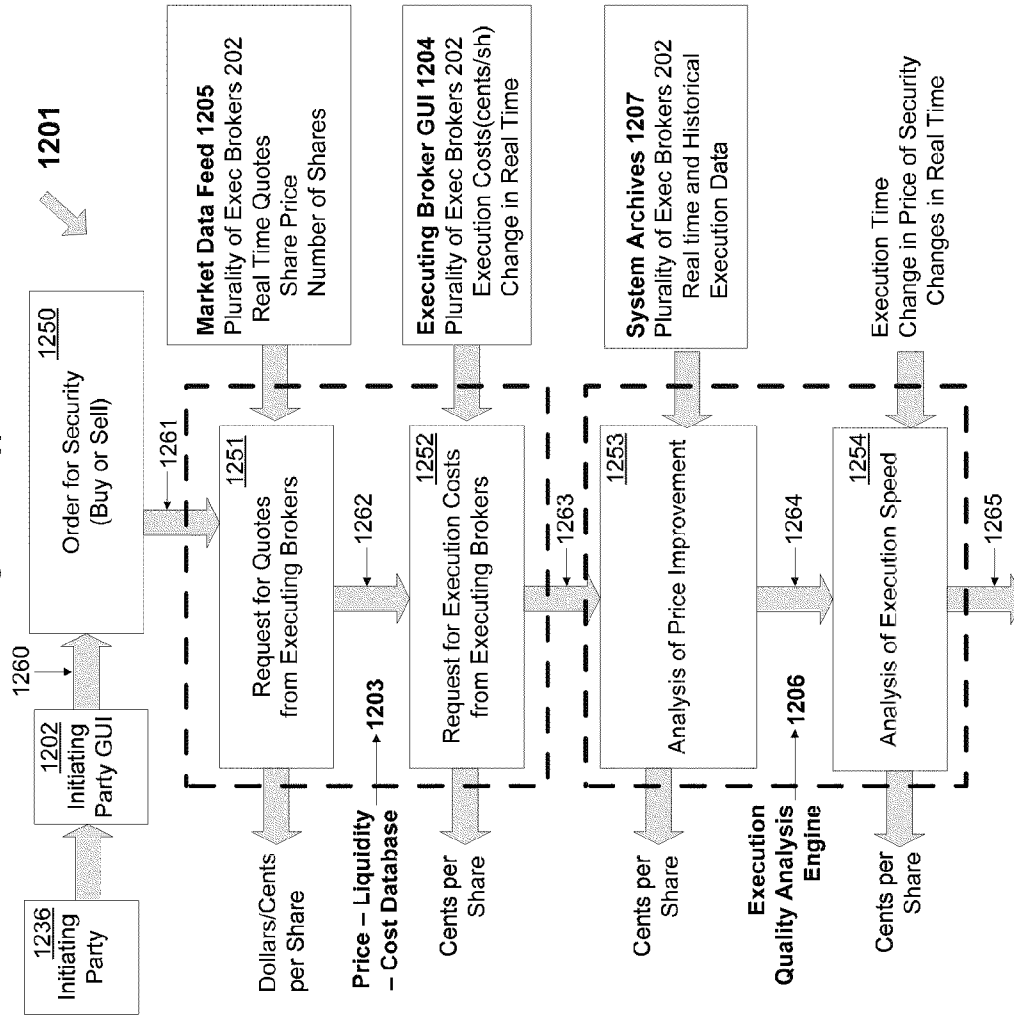 1236
Initiating
Party
1202
Initiating
Party GUI
1260
1250
Order for Security
(Buy or Sell)
1201
1261
1251
Request for Quotes
from Executing Brokers
Market Data Feed 1205
Plurality of Exec Brokers 202
Real Time Quotes
Share Price
Number of Shares
Dollars/Cents
per Share
1262
Price – Liquidity
– Cost Database
1203
1252
Request for Execution Costs
from Executing Brokers
Executing Broker GUI 1204
Plurality of Exec Brokers 202
Execution Costs(cents/sh)
Change in Real Time
Cents per
Share
1263
1253
Analysis of Price Improvement
System Archives 1207
Plurality of Exec Brokers 202
Real time and Historical
Execution Data
Cents per
Share
1264
Execution
Quality Analysis
Engine
1206
1254
Analysis of Execution Speed
Execution Time
Change in Price of Security
Changes in Real Time
Cents per
Share
1265